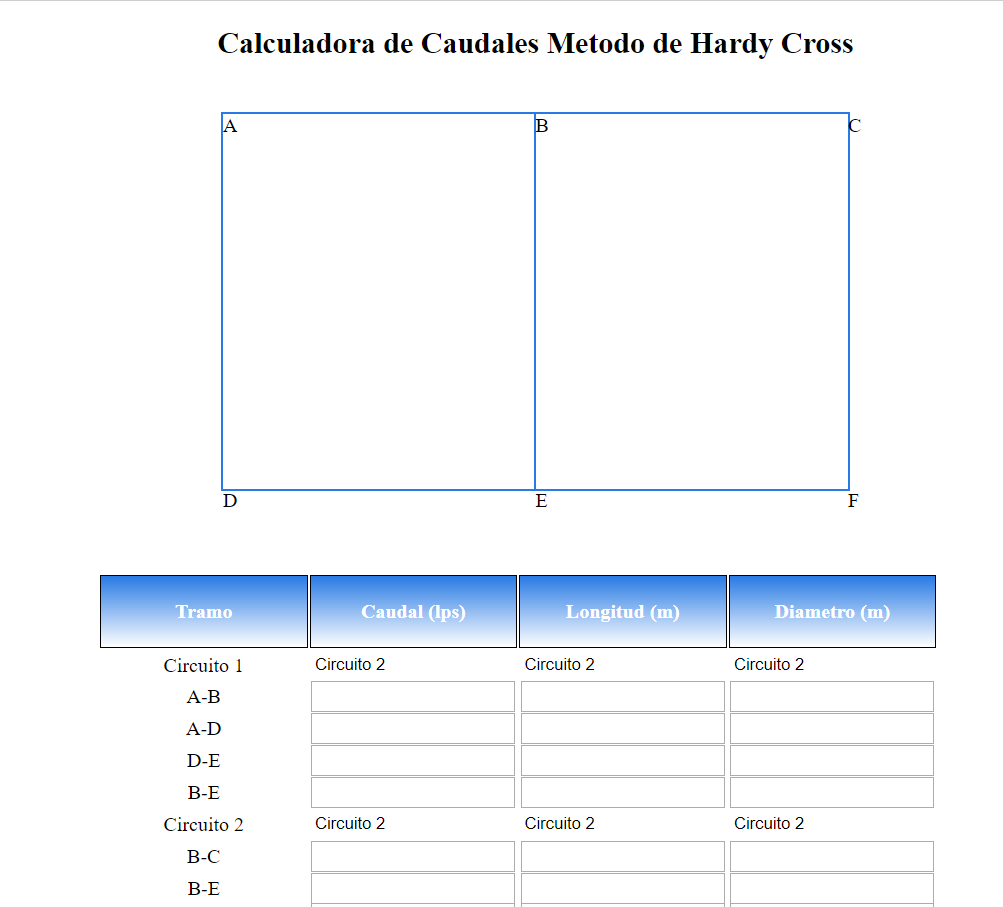 Calculadora de Caudales Metodo de Hardy Cross
A B C
D E F
Tramo Caudal (lps) Longitud (m) Diametro (m)
Circuito 1 Circuito 2 Circuito 2 Circuito 2
A-B
A-D
D-E
B-E
Circuito 2 Circuito 2 Circuito 2 Circuito 2
B-C
B-E